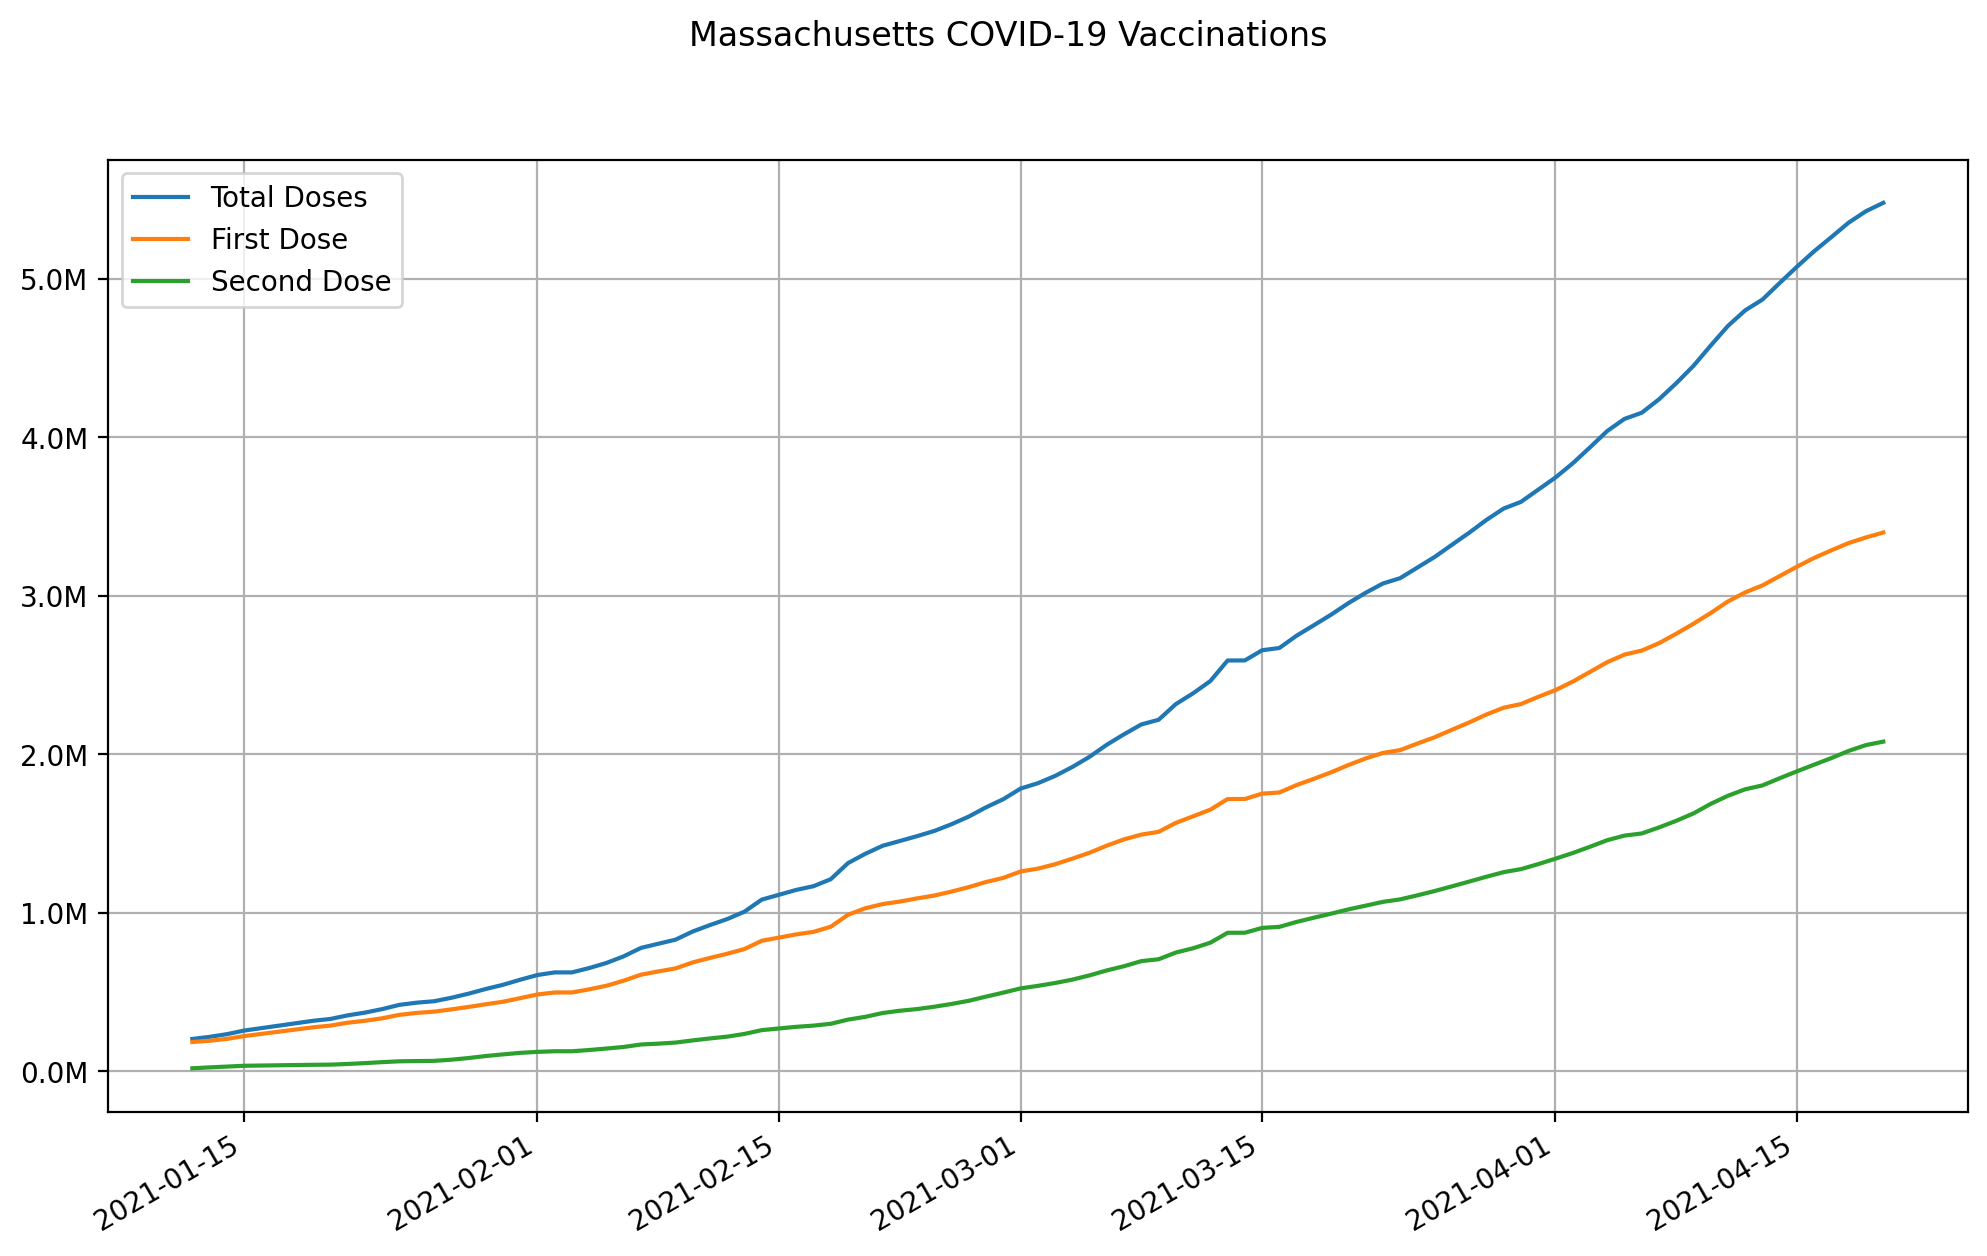 Massachusetts COVID-19 Vaccinations
Total Doses
First Dose
Second Dose
5.0M
4.0M
3.0M
2.0M
1.0M
0.0M
2021-01-15
2021-02-01
2021-02-15
2021-03-01
2021-03-15
2021-04-01
2021-04-15